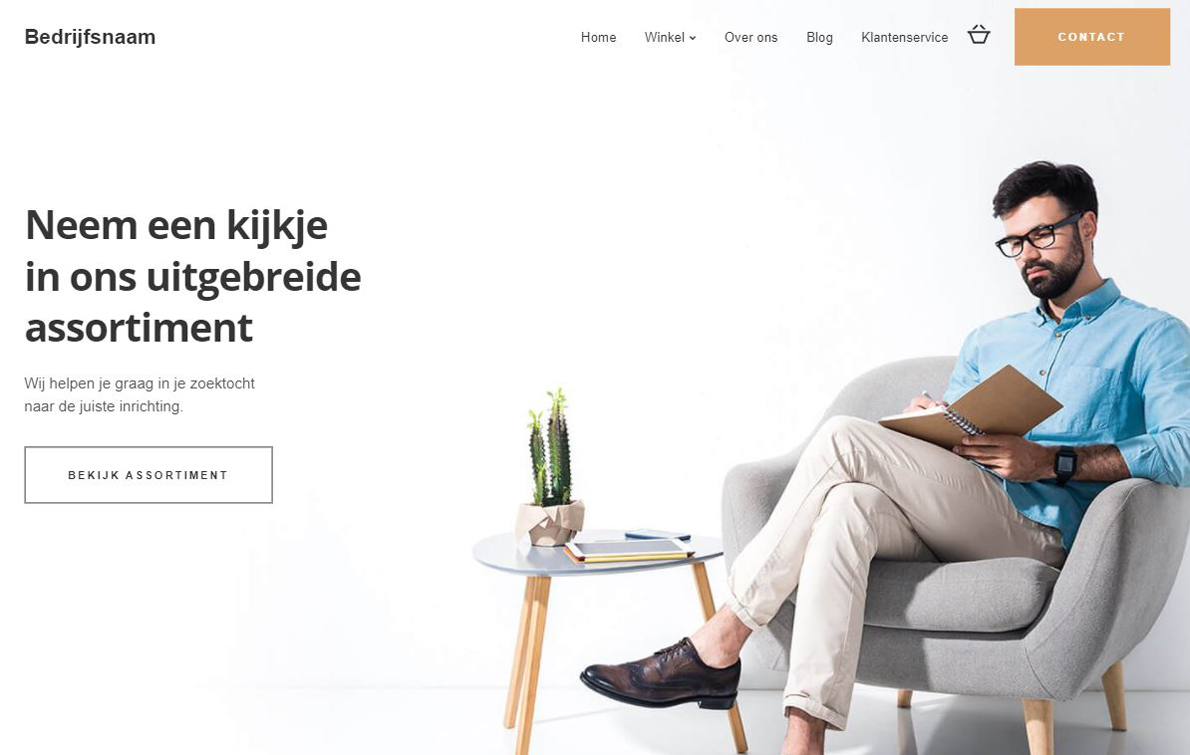 Bedrijfsnaam
Home Winkel Over ons Blog Klantenservice CONTACT
Neem een kijkje
in ons uitgebreide
assortiment
Wij helpen je graag in je zoektocht
naar de juiste inrichting.
BEKIJK ASSORTIMENT